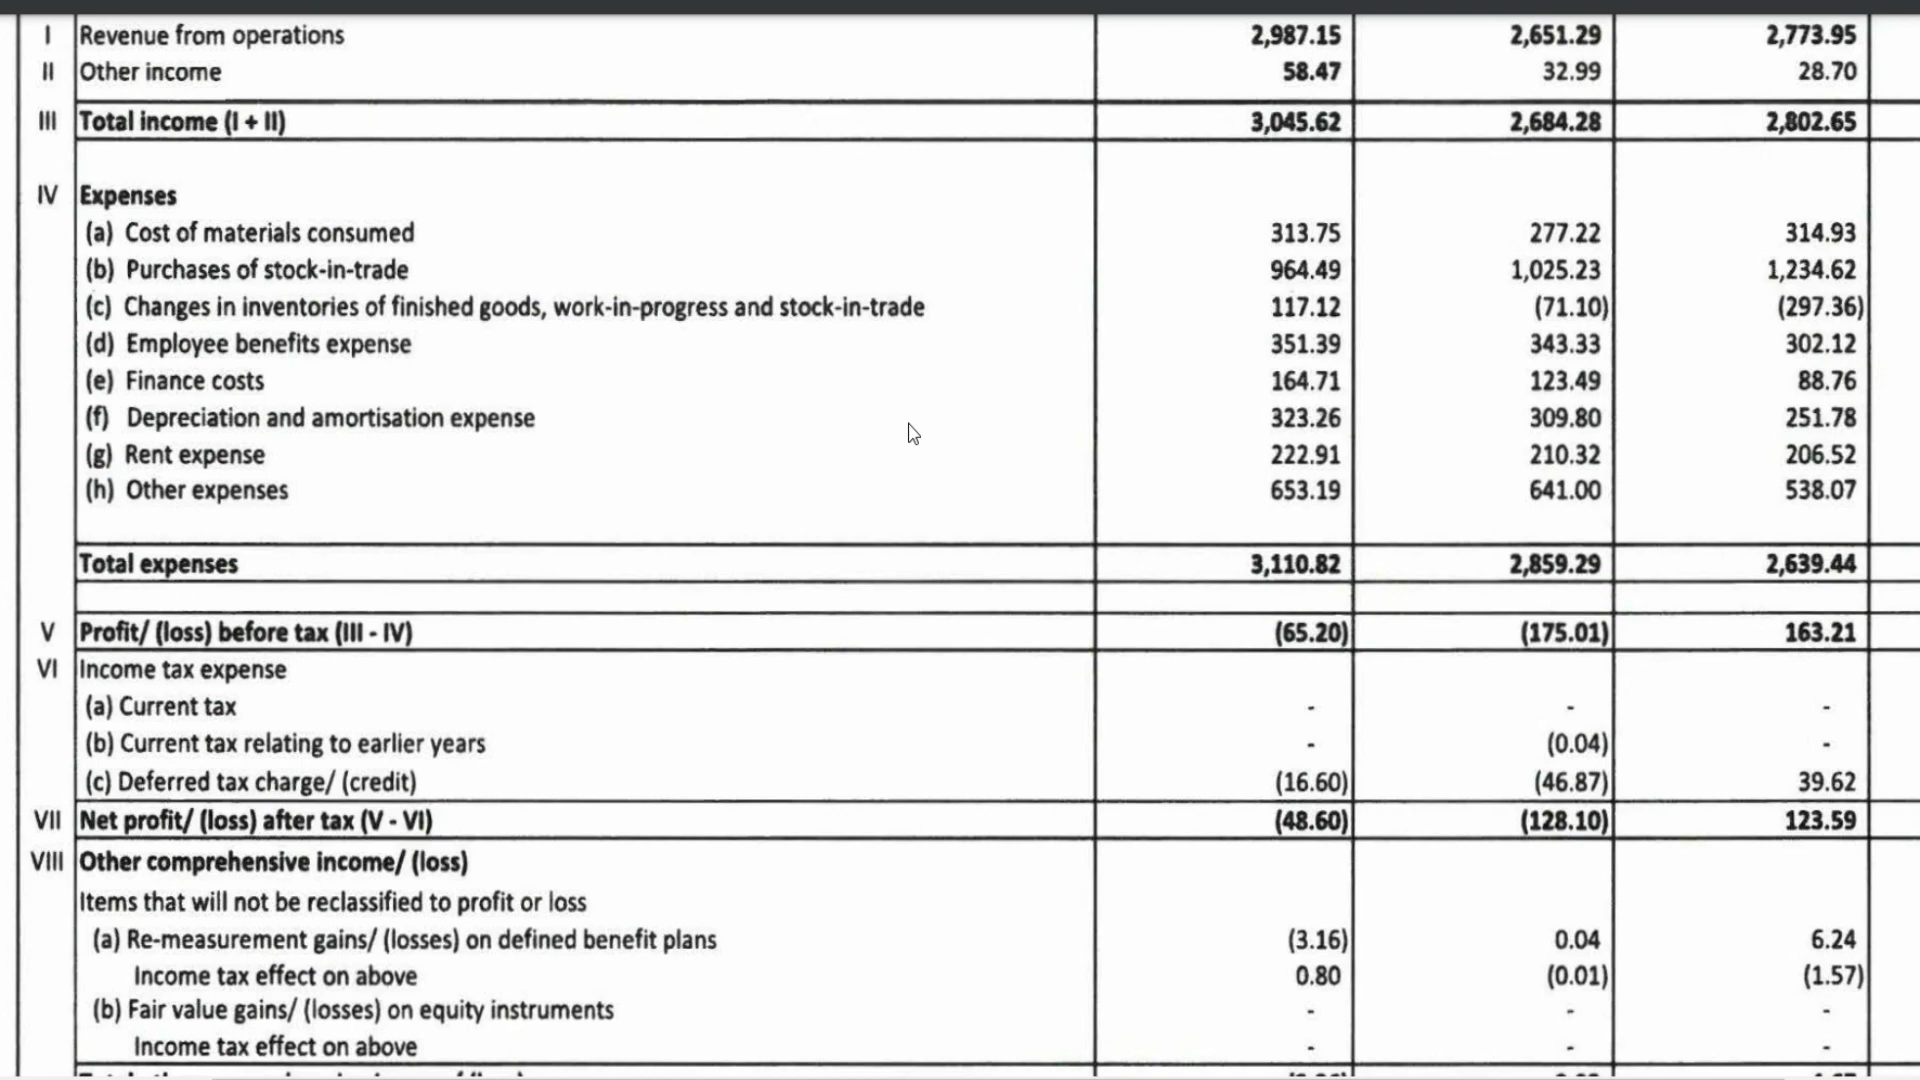 I Revenue from operations 2,987.15 2,651.29 2,773.95
II Other income 58.47 32.99 28.70
III Total income (I + II) 3,045.62 2,684.28 2,802.65
IV Expenses
(a) Cost of materials consumed 313.75 277.22 314.93
(b) Purchases of stock-in-trade 964.49 1,025.23 1,234.62
(c) Changes in inventories of finished goods, work-in-progress and stock-in-trade 117.12 (71.10) (297.36)
(d) Employee benefits expense 351.39 343.33 302.12
(e) Finance costs 164.71 123.49 88.76
(f) Depreciation and amortisation expense 323.26 309.80 251.78
(g) Rent expense 222.91 210.32 206.52
(h) Other expenses 653.19 641.00 538.07
Total expenses 3,110.82 2,859.29 2,639.44
V Profit/ (loss) before tax (III - IV) (65.20) (175.01) 163.21
VI Income tax expense
(a) Current tax - - -
(b) Current tax relating to earlier years - (0.04) -
(c) Deferred tax charge/ (credit) (16.60) (46.87) 39.62
VII Net profit/ (loss) after tax (V - VI) (48.60) (128.10) 123.59
VIII Other comprehensive income/ (loss)
Items that will not be reclassified to profit or loss
(a) Re-measurement gains/ (losses) on defined benefit plans (3.16) 0.04 6.24
Income tax effect on above 0.80 (0.01) (1.57)
(b) Fair value gains/ (losses) on equity instruments - - -
Income tax effect on above - - -